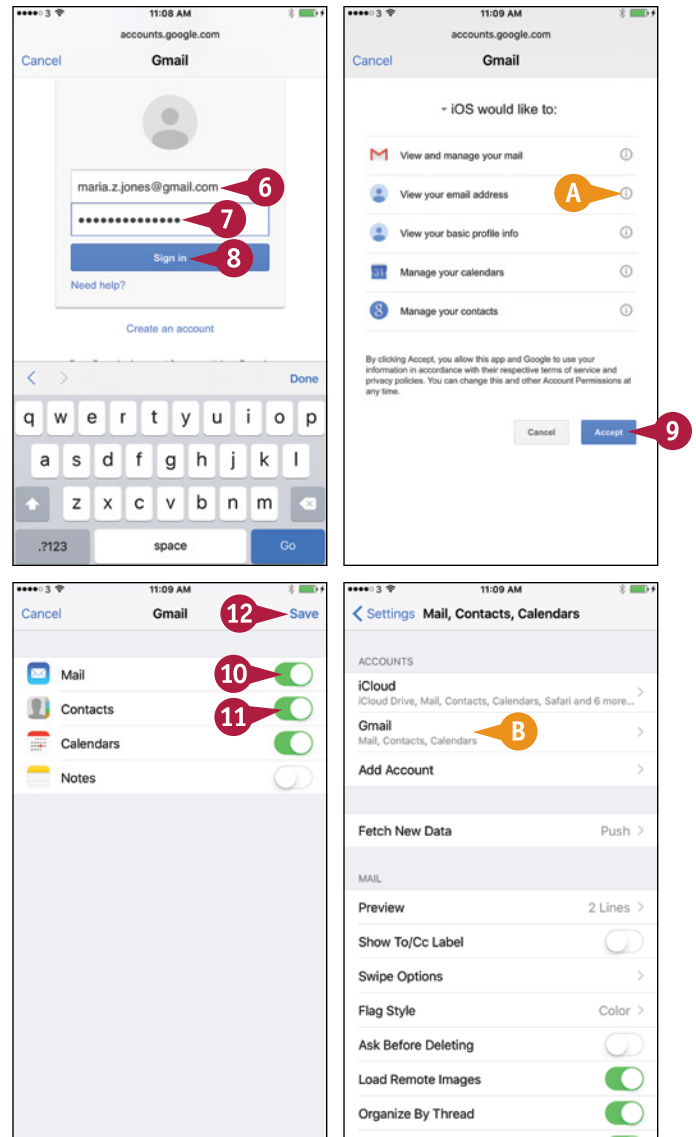 3 11:08 AM
accounts.google.com
Cancel Gmail
maria.z.jones@gmail.com 6
7
Sign in 8
Need help?
Create an account
Done
q w e r t y u i o p
a s d f g h j k l
z x c v b n m
.?123 space Go
3 11:09 AM
accounts.google.com
Cancel Gmail
iOS would like to:
View and manage your mail
View your email address A
View your basic profile info
31 Manage your calendars
8 Manage your contacts
By clicking Accept, you allow this app and Google to use your
information in accordance with their respective terms of service and
privacy policies. You can change this and other Account Permissions at
any time.
Cancel Accept 9
3 11:09 AM
Cancel Gmail 12 Save
Mail 10
Contacts 11
Calendars
Notes
3 11:09 AM
Settings Mail, Contacts, Calendars
ACCOUNTS
iCloud
iCloud Drive, Mail, Contacts, Calendars, Safari and 6 more...
Gmail B
Mail, Contacts, Calendars
Add Account
Fetch New Data Push
MAIL
Preview 2 Lines
Show To/Cc Label
Swipe Options
Flag Style Color
Ask Before Deleting
Load Remote Images
Organize By Thread